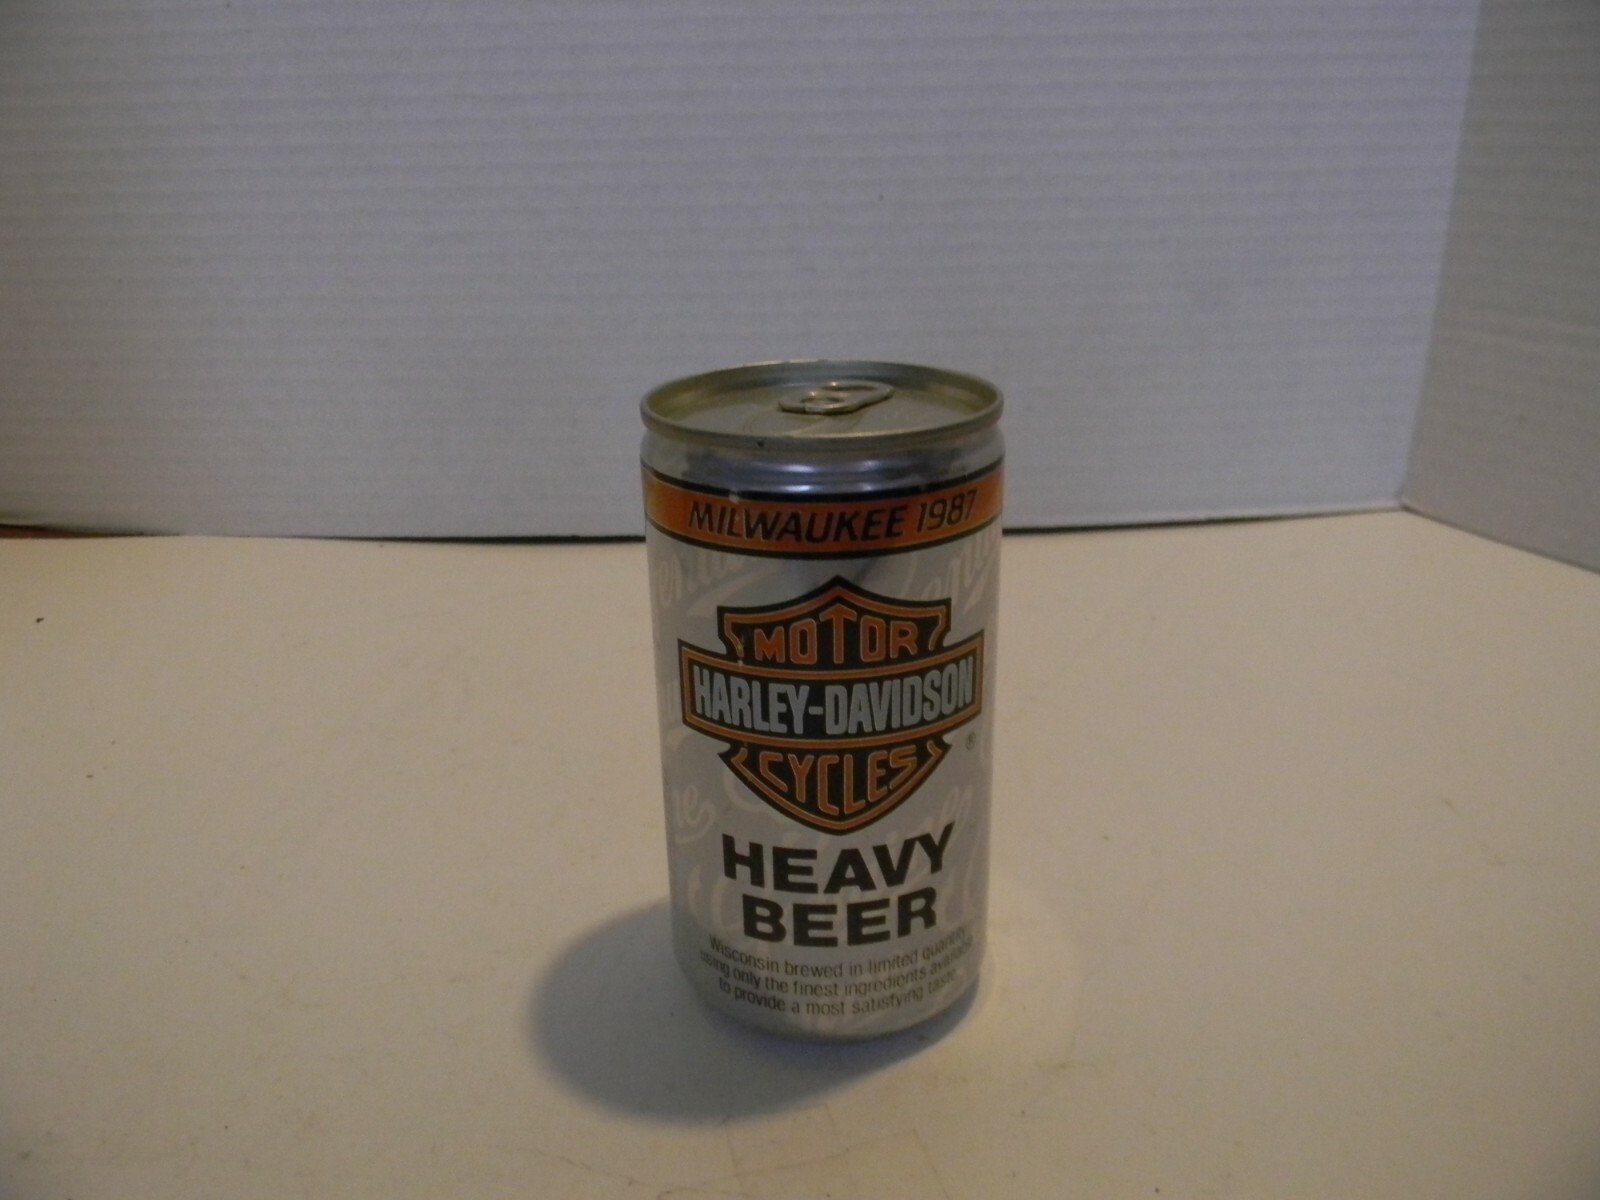 MILWAUKEE 1987
MOTOR
HARLEY-DAVIDSON
®
CYCLES
HEAVY
BEER
Wisconsin brewed in limited quantity
using only the finest ingredients available
to provide a most satisfying taste